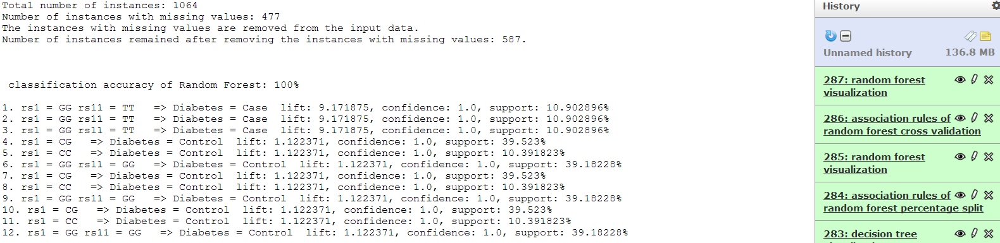 Total number of instances: 1064
Number of instances with missing values: 477
The instances with missing values are removed from the input data.
Number of instances remained after removing the instances with missing values: 587.
classification accuracy of Random Forest: 100%
1. rs1 = GG rs11 = TT => Diabetes = Case lift: 9.171875, confidence: 1.0, support: 10.902896%
2. rs1 = GG rs11 = TT => Diabetes = Case lift: 9.171875, confidence: 1.0, support: 10.902896%
3. rs1 = GG rs11 = TT => Diabetes = Case lift: 9.171875, confidence: 1.0, support: 10.902896%
4. rs1 = CG => Diabetes = Control lift: 1.122371, confidence: 1.0, support: 39.523%
5. rs1 = CC => Diabetes = Control lift: 1.122371, confidence: 1.0, support: 10.391823%
6. rs1 = GG rs11 = GG => Diabetes = Control lift: 1.122371, confidence: 1.0, support: 39.18228%
7. rs1 = CG => Diabetes = Control lift: 1.122371, confidence: 1.0, support: 39.523%
8. rs1 = CC => Diabetes = Control lift: 1.122371, confidence: 1.0, support: 10.391823%
9. rs1 = GG rs11 = GG => Diabetes = Control lift: 1.122371, confidence: 1.0, support: 39.18228%
10. rs1 = CG => Diabetes = Control lift: 1.122371, confidence: 1.0, support: 39.523%
11. rs1 = CC => Diabetes = Control lift: 1.122371, confidence: 1.0, support: 10.391823%
12. rs1 = GG rs11 = GG => Diabetes = Control lift: 1.122371, confidence: 1.0, support: 39.18228%
History
Unnamed history 136.8 MB
287: random forest
visualization
286: association rules of
random forest cross validation
285: random forest
visualization
284: association rules of
random forest percentage split
283: decision tree